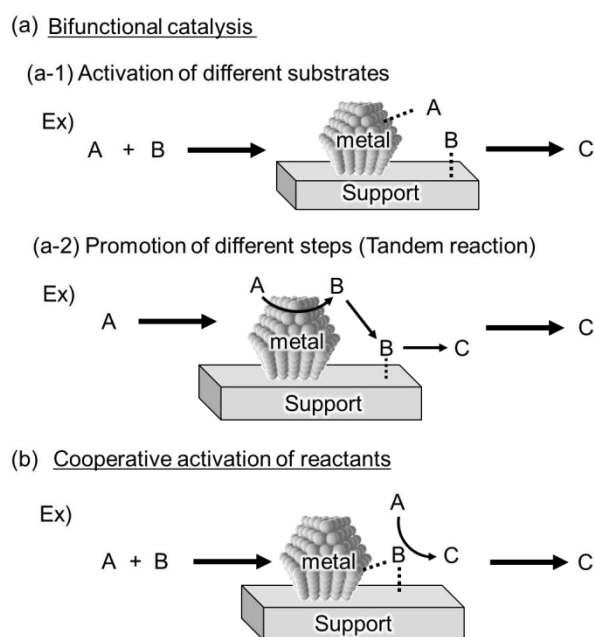 (a) Bifunctional catalysis
(a-1) Activation of different substrates
Ex)
A + B
metal
A
B
Support
C
(a-2) Promotion of different steps (Tandem reaction)
Ex)
A
A
B
metal
B
C
Support
C
(b) Cooperative activation of reactants
Ex)
A + B
metal
A
B
C
Support
C